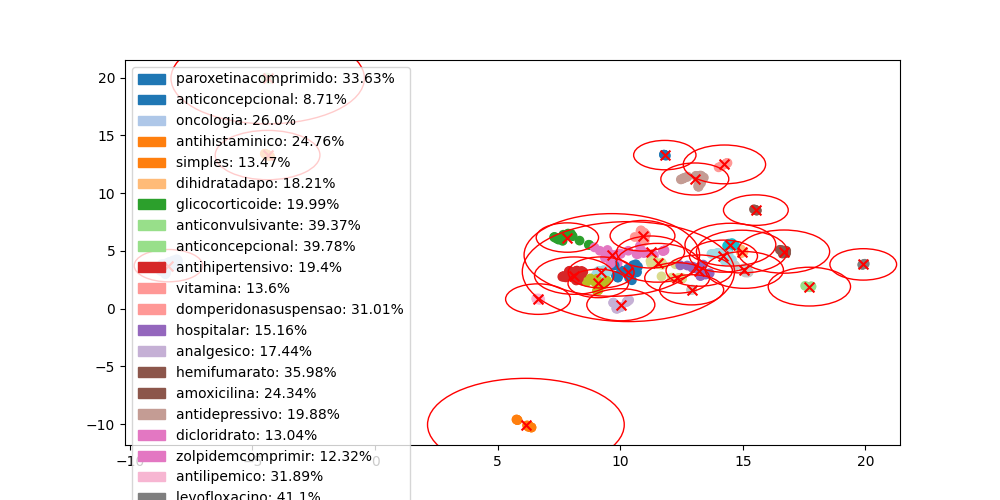 paroxetinacomprimido: 33.63%
anticoncepcional: 8.71%
oncologia: 26.0%
antihistaminico: 24.76%
simples: 13.47%
dihidratadapo: 18.21%
glicocorticoide: 19.99%
anticonvulsivante: 39.37%
anticoncepcional: 39.78%
antihipertensivo: 19.4%
vitamina: 13.6%
domperidonasuspensao: 31.01%
hospitalar: 15.16%
analgesico: 17.44%
hemifumarato: 35.98%
amoxicilina: 24.34%
antidepressivo: 19.88%
dicloridrato: 13.04%
zolpidemcomprimir: 12.32%
antilipemico: 31.89%
levofloxacino: 41.1%
20
15
10
5
0
−5
−10
−10 −5 0 5 10 15 20